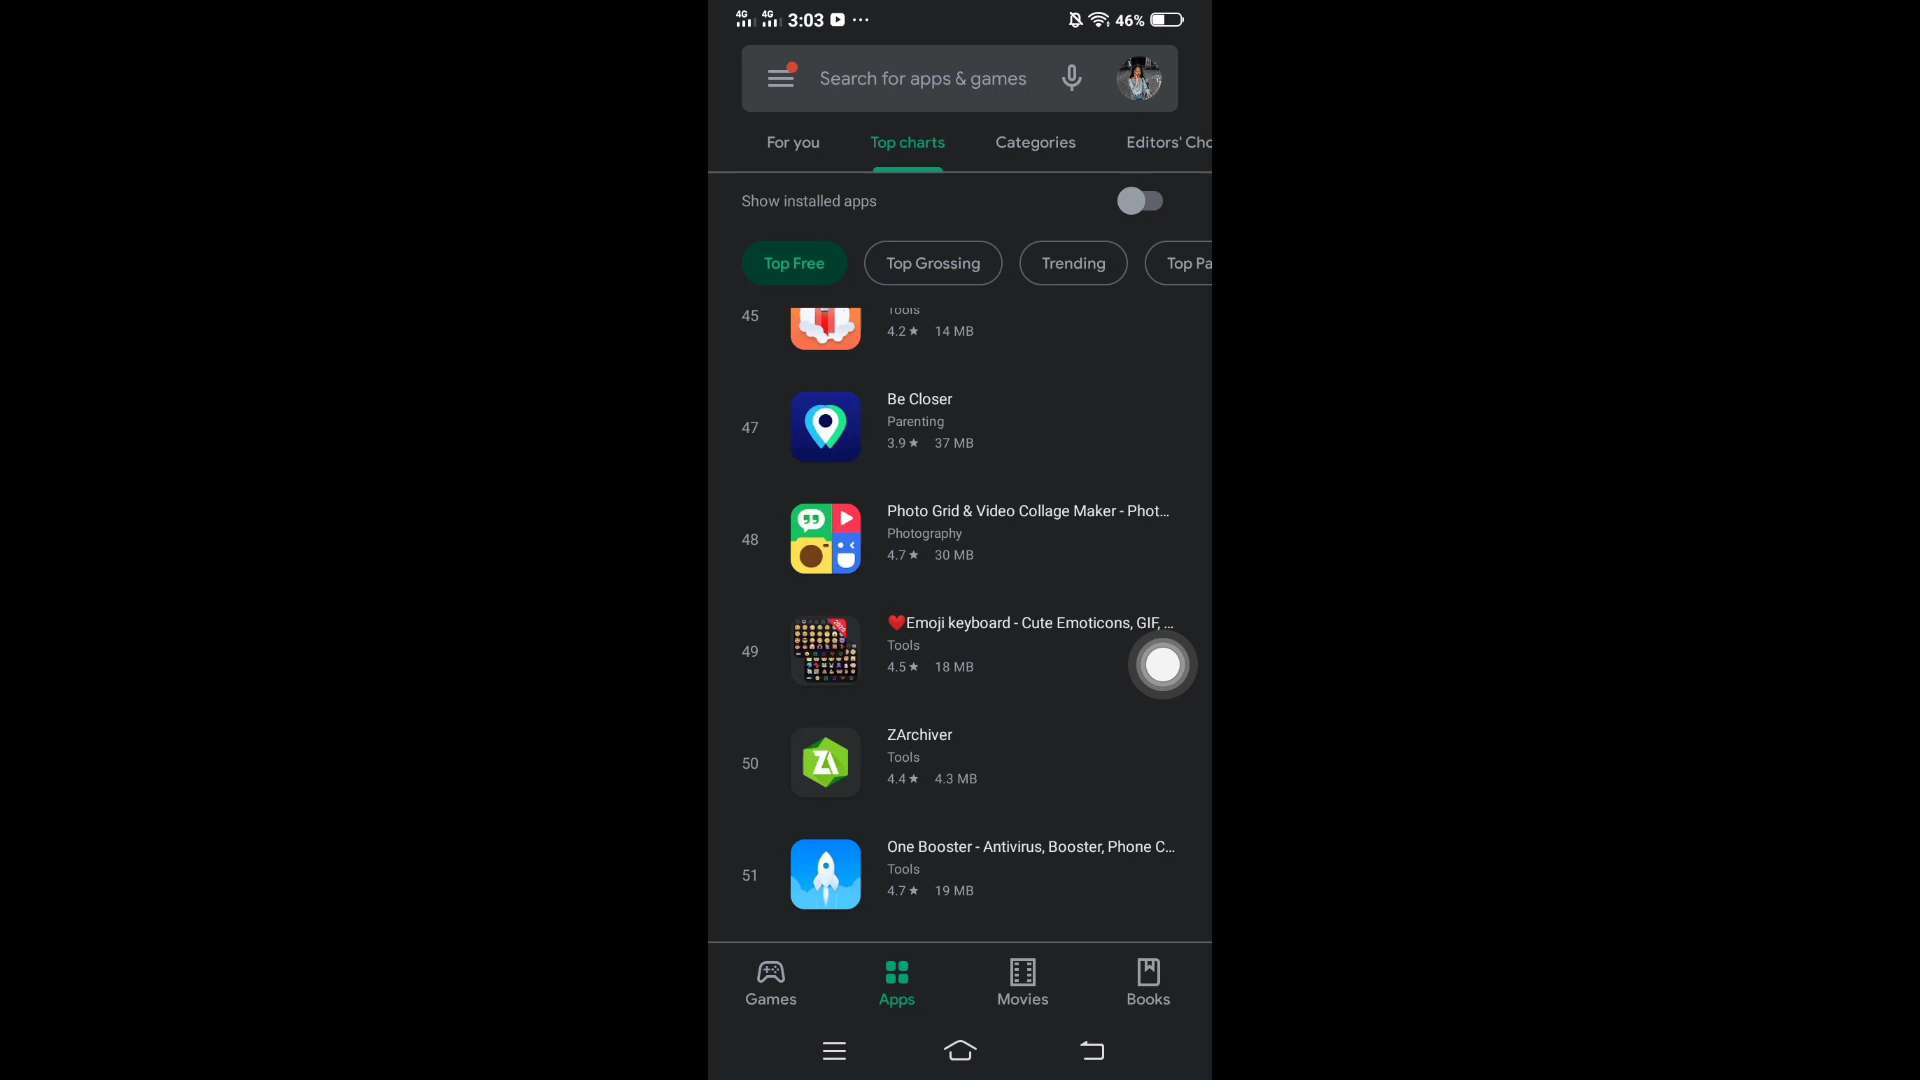 4G 4G 3:03 46%
Search for apps & games
For you Top charts Categories Editors' Cho
Show installed apps
Top Free Top Grossing Trending Top Pa
45
Tools
4.2★ 14 MB
Be Closer
Parenting
47
3.9★ 37 MB
Photo Grid & Video Collage Maker - Phot...
Photography
48
4.7★ 30 MB
❤️Emoji keyboard - Cute Emoticons, GIF, ...
Tools
49
4.5★ 18 MB
ZArchiver
Tools
50
4.4★ 4.3 MB
One Booster - Antivirus, Booster, Phone C...
Tools
51
4.7★ 19 MB
Games Apps Movies Books